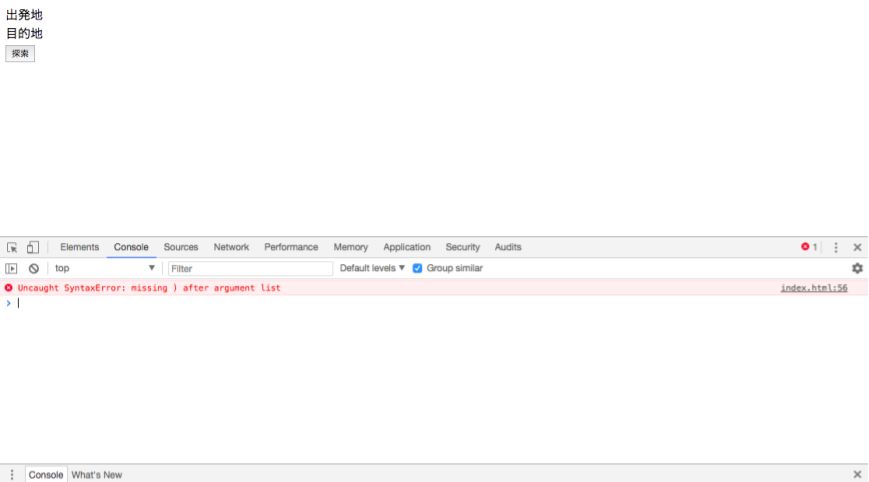 出発地
目的地
探索
Elements Console Sources Network Performance Memory Application Security Audits 1
top Filter Default levels Group similar
Uncaught SyntaxError: missing ) after argument list index.html:56
Console What's New